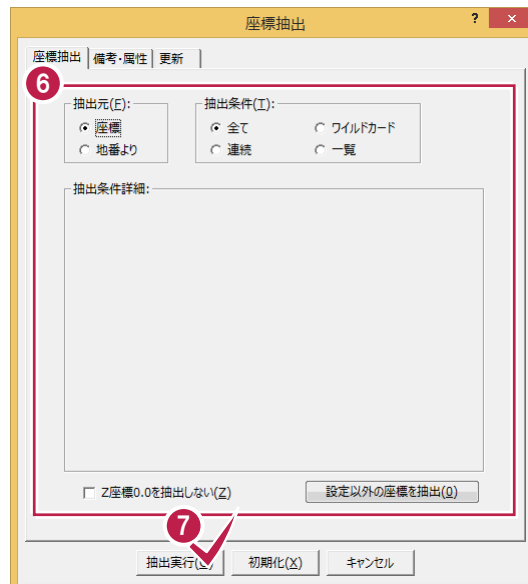 座標抽出
? ×
座標抽出 備考・属性 更新
6
抽出元(F): 抽出条件(T):
座標 全て ワイルドカード
地番より 連続 一覧
抽出条件詳細:
Z座標0.0を抽出しない(Z) 設定以外の座標を抽出(O)
7
抽出実行( ) 初期化(X) キャンセル